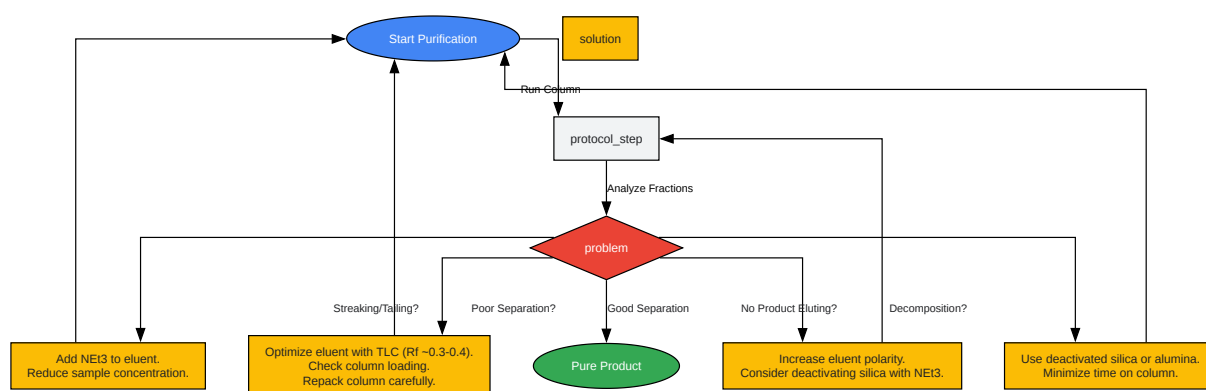 Start Purification
solution
Run Column
protocol_step
Analyze Fractions
problem
Streaking/Tailing?
Poor Separation?
Good Separation
No Product Eluting?
Decomposition?
Add NEt3 to eluent.
Reduce sample concentration.
Optimize eluent with TLC (Rf ~0.3-0.4).
Check column loading.
Repack column carefully.
Pure Product
Increase eluent polarity.
Consider deactivating silica with NEt3.
Use deactivated silica or alumina.
Minimize time on column.